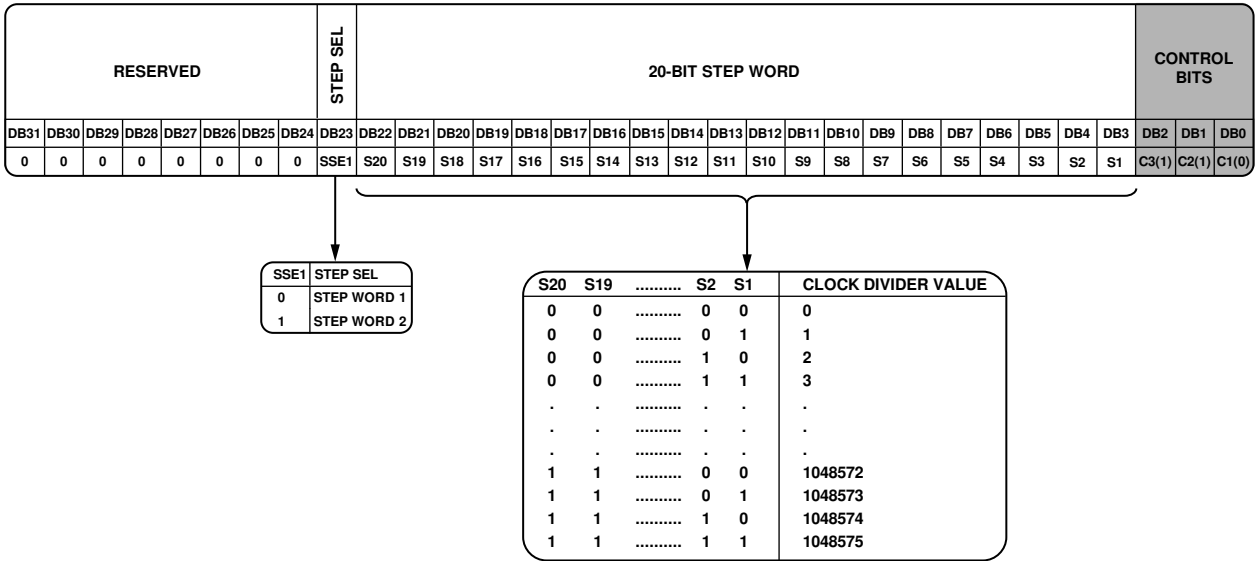 RESERVED STEP SEL 20-BIT STEP WORD CONTROL BITS
DB31 DB30 DB29 DB28 DB27 DB26 DB25 DB24 DB23 DB22 DB21 DB20 DB19 DB18 DB17 DB16 DB15 DB14 DB13 DB12 DB11 DB10 DB9 DB8 DB7 DB6 DB5 DB4 DB3 DB2 DB1 DB0
0 0 0 0 0 0 0 0 SSE1 S20 S19 S18 S17 S16 S15 S14 S13 S12 S11 S10 S9 S8 S7 S6 S5 S4 S3 S2 S1 C3(1) C2(1) C1(0)
SSE1 STEP SEL
0 STEP WORD 1
1 STEP WORD 2
S20 S19 .......... S2 S1 CLOCK DIVIDER VALUE
0 0 .......... 0 0 0
0 0 .......... 0 1 1
0 0 .......... 1 0 2
0 0 .......... 1 1 3
. . .......... . . .
. . .......... . . .
. . .......... . . .
1 1 .......... 0 0 1048572
1 1 .......... 0 1 1048573
1 1 .......... 1 0 1048574
1 1 .......... 1 1 1048575